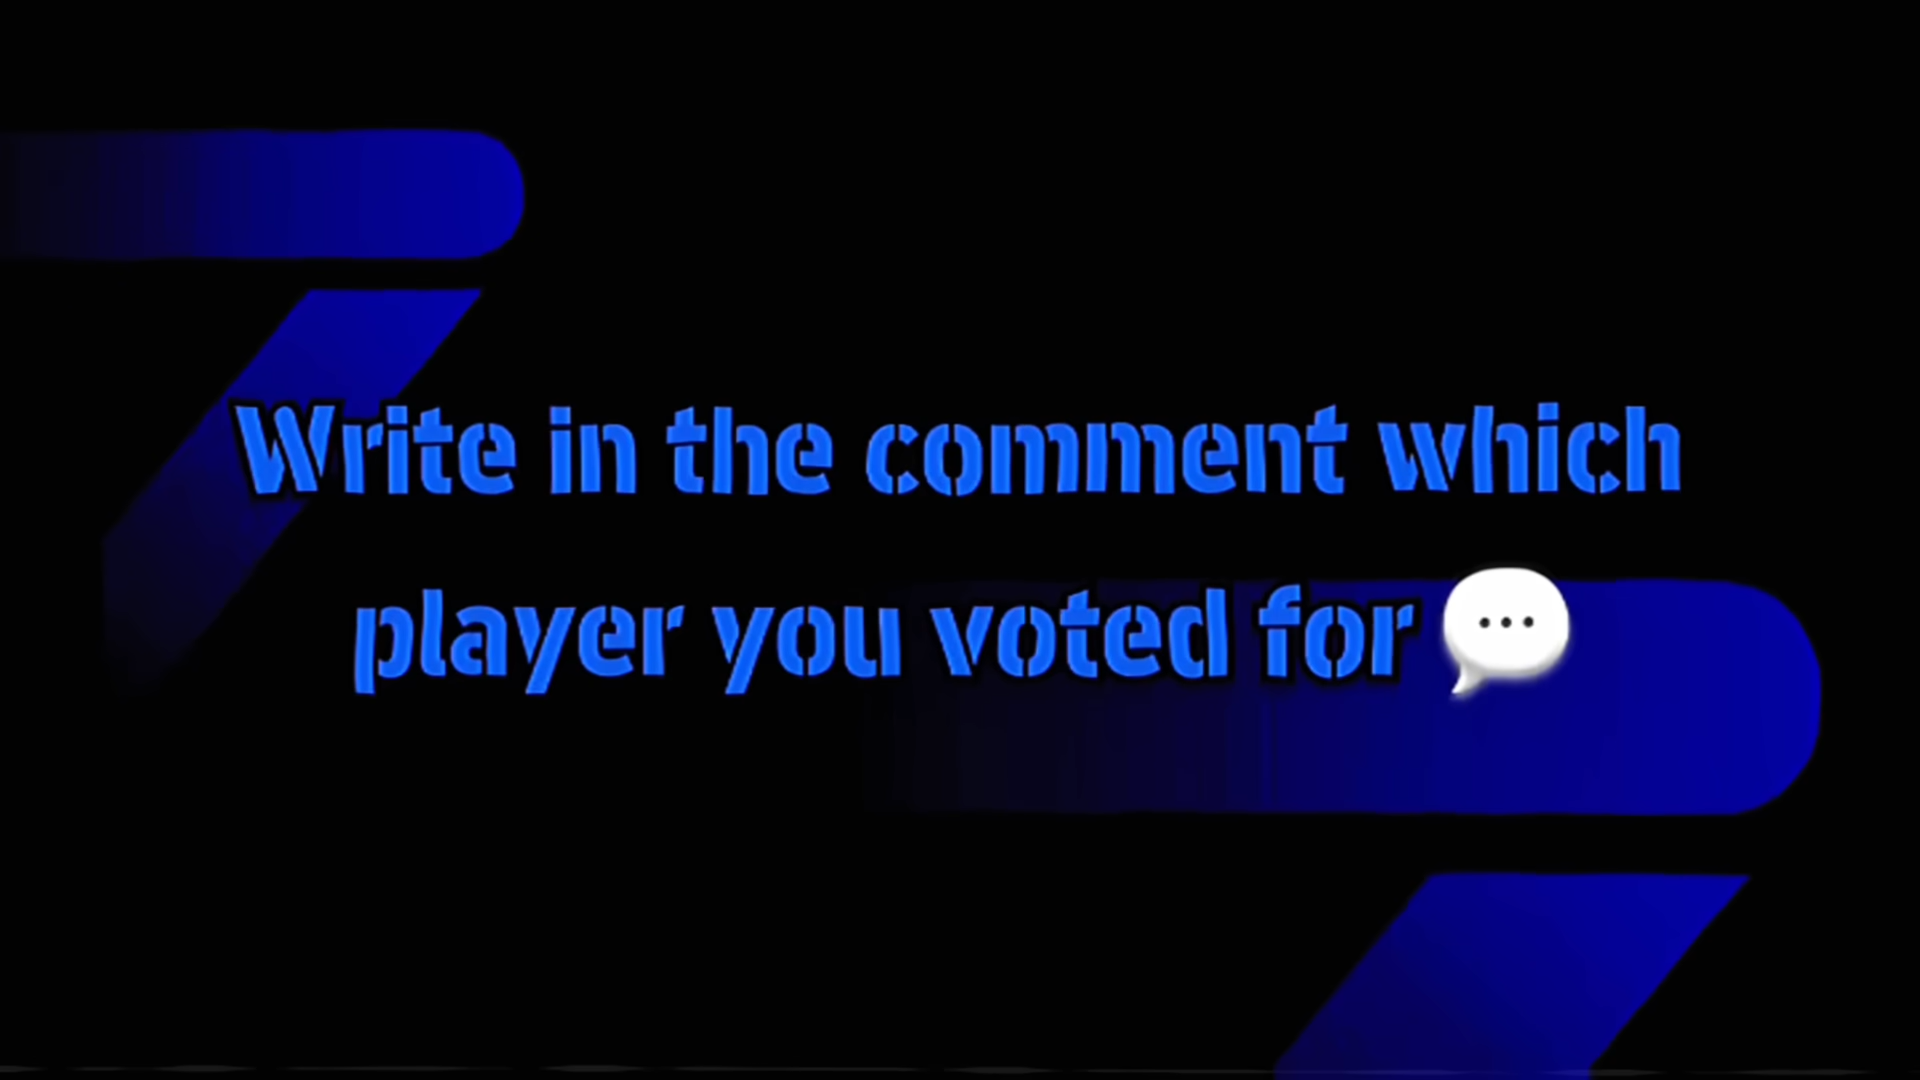 Write in the comment which
player you voted for 💬